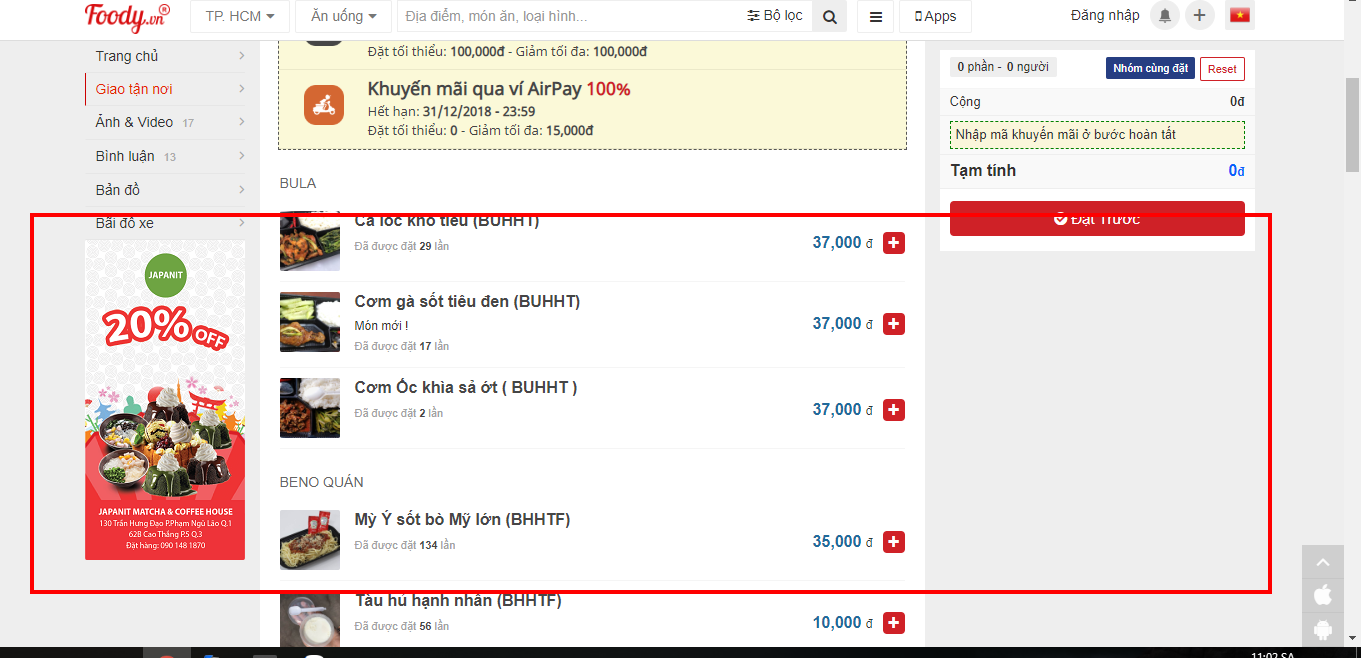 Foody.vn
TP. HCM
Ăn uống
Địa điểm, món ăn, loại hình...
Bộ lọc
Apps
Đăng nhập
Trang chủ
Giao tận nơi
Ảnh & Video 17
Bình luận 13
Bản đồ
Bãi đỗ xe
JAPANIT
20% OFF
JAPANIT MATCHA & COFFEE HOUSE
130 Trần Hưng Đạo P.Phạm Ngũ Lão Q.1
62B Cao Thắng P.5 Q.3
Đặt hàng: 090 148 1870
Đặt tối thiểu: 100,000đ - Giảm tối đa: 100,000đ
Khuyến mãi qua ví AirPay 100%
Hết hạn: 31/12/2018 - 23:59
Đặt tối thiểu: 0 - Giảm tối đa: 15,000đ
BULA
Cá lóc kho tiêu (BUHHT)
Đã được đặt 29 lần
37,000 đ
Cơm gà sốt tiêu đen (BUHHT)
Món mới !
Đã được đặt 17 lần
37,000 đ
Cơm Ốc khìa sả ớt ( BUHHT )
Đã được đặt 2 lần
37,000 đ
BENO QUÁN
Mỳ Ý sốt bò Mỹ lớn (BHHTF)
Đã được đặt 134 lần
35,000 đ
Tàu hủ hạnh nhân (BHHTF)
Đã được đặt 56 lần
10,000 đ
0 phần - 0 người
Nhóm cùng đặt
Reset
Cộng 0đ
Nhập mã khuyến mãi ở bước hoàn tất
Tạm tính 0đ
Đặt Trước
11:02 SA